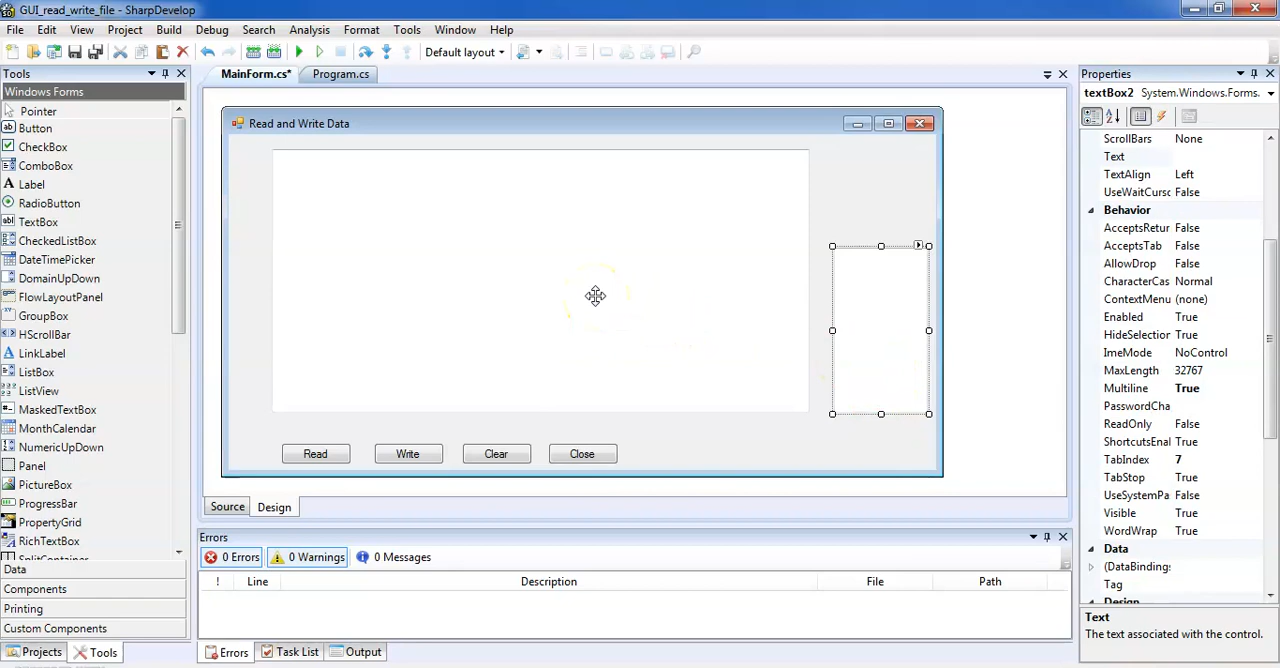 GUI_read_write_file - SharpDevelop
File Edit View Project Build Debug Search Analysis Format Tools Window Help
Default layout
Tools
Windows Forms
Pointer
Button
CheckBox
ComboBox
Label
RadioButton
TextBox
CheckedListBox
DateTimePicker
DomainUpDown
FlowLayoutPanel
GroupBox
HScrollBar
LinkLabel
ListBox
ListView
MaskedTextBox
MonthCalendar
NumericUpDown
Panel
PictureBox
ProgressBar
PropertyGrid
RichTextBox
SplitContainer
Data
Components
Printing
Custom Components
Projects Tools
MainForm.cs* Program.cs
Read and Write Data
Read Write Clear Close
Source Design
Errors
0 Errors 0 Warnings 0 Messages
! Line Description File Path
Errors Task List Output
Properties
textBox2 System.Windows.Forms.
ScrollBars None
Text
TextAlign Left
UseWaitCursc False
Behavior
AcceptsRetur False
AcceptsTab False
AllowDrop False
CharacterCas Normal
ContextMenu (none)
Enabled True
HideSelection True
ImeMode NoControl
MaxLength 32767
Multiline True
PasswordCha
ReadOnly False
ShortcutsEnal True
TabIndex 7
TabStop True
UseSystemPa False
Visible True
WordWrap True
Data
(DataBindings
Tag
Design
Text
The text associated with the control.